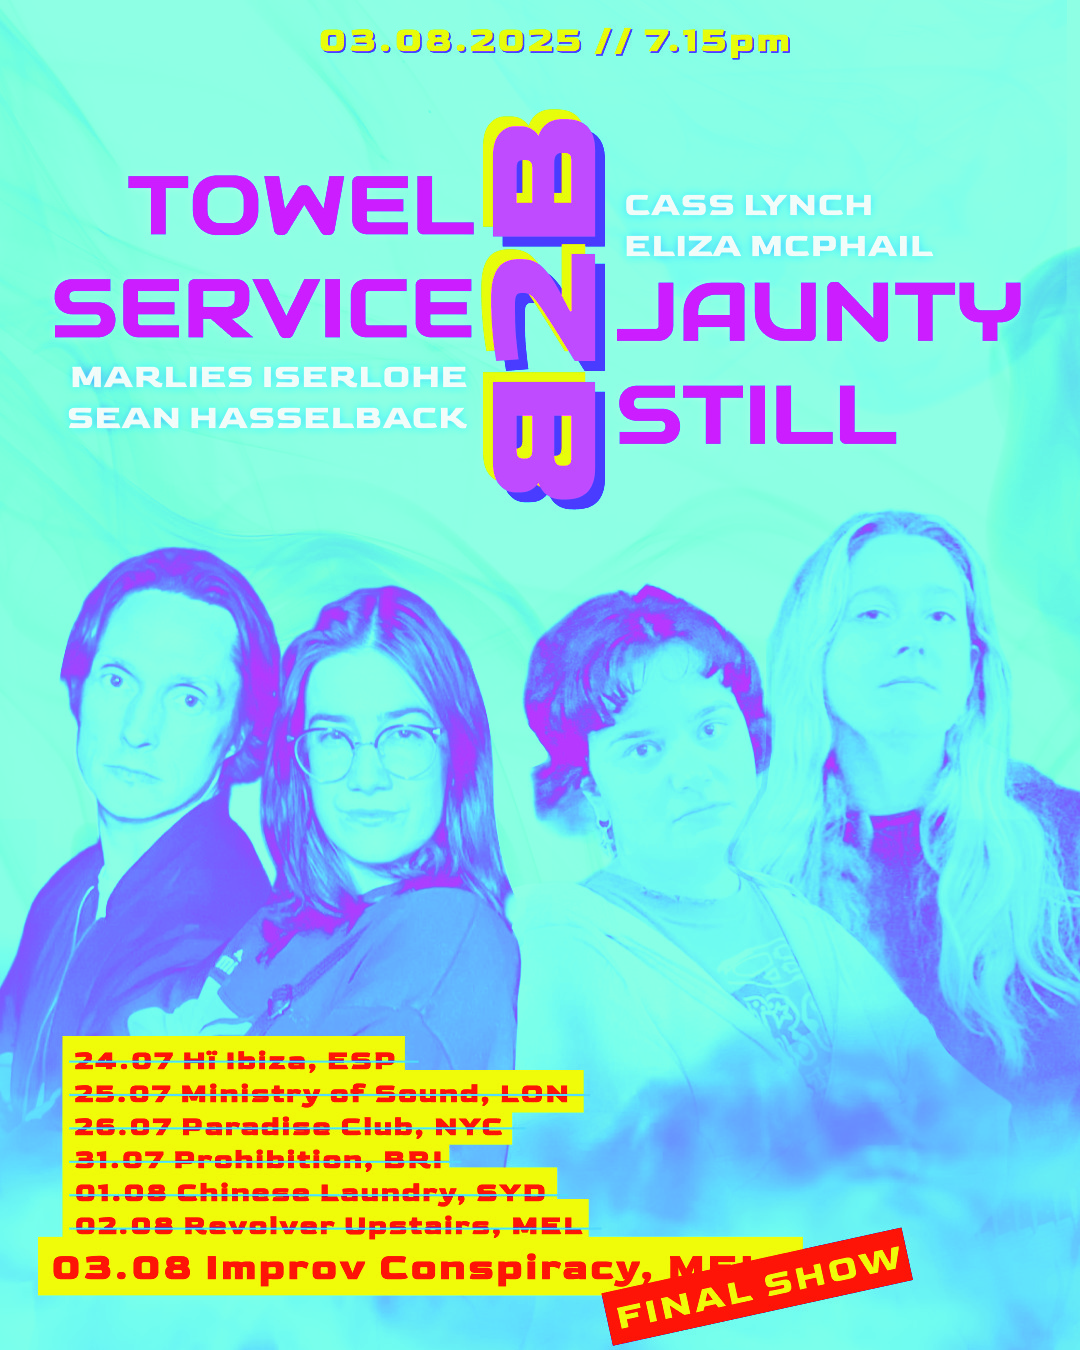 03.08.2025 // 7.15pm
TOWEL
SERVICE
MARLIES ISERLOHE
SEAN HASSELBACK
B2B
CASS LYNCH
ELIZA MCPHAIL
JAUNTY
STILL
24.07 Hï Ibiza, ESP
25.07 Ministry of Sound, LON
26.07 Paradise Club, NYC
31.07 Prohibition, BRI
01.08 Chinese Laundry, SYD
02.08 Revolver Upstairs, MEL
03.08 Improv Conspiracy, MEL
FINAL SHOW